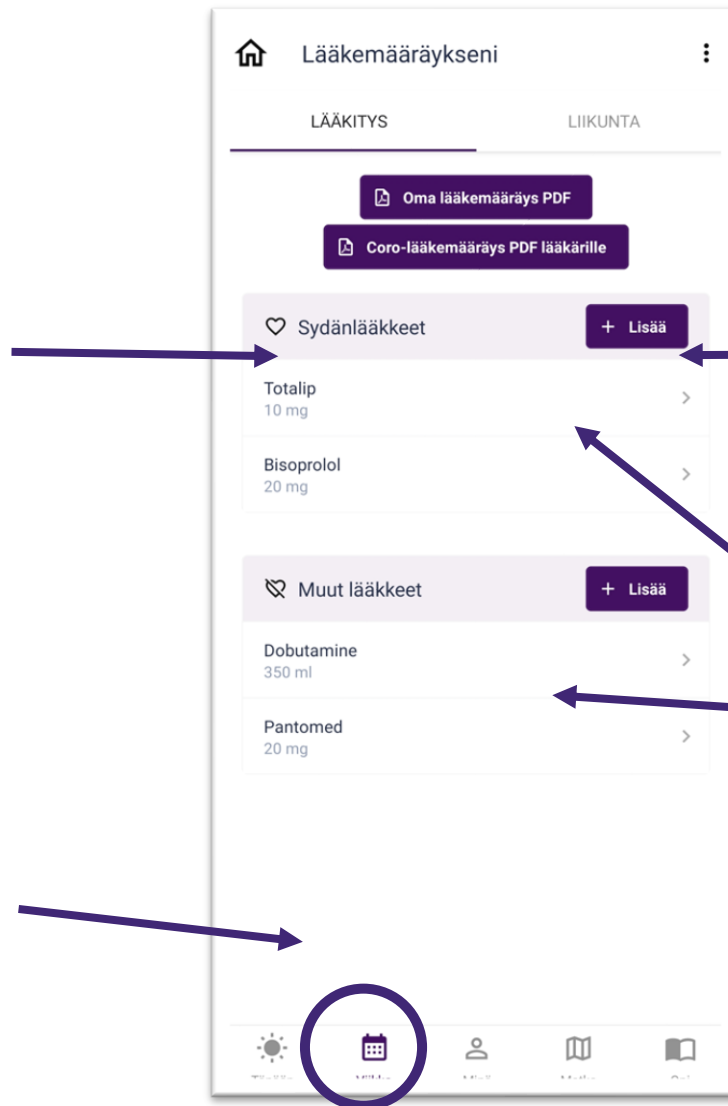 Lääkemääräykseni
LÄÄKITYS
LIIKUNTA
Oma lääkemääräys PDF
Coro-lääkemääräys PDF lääkärille
Sydänlääkkeet
+ Lisää
Totalip
10 mg
Bisoprolol
20 mg
Muut lääkkeet
+ Lisää
Dobutamine
350 ml
Pantomed
20 mg